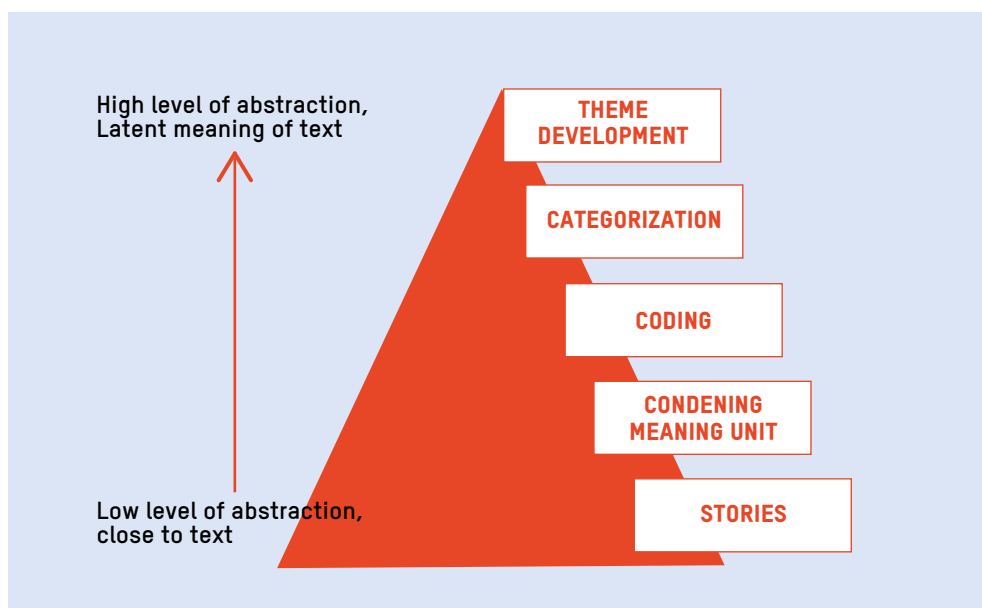 High level of abstraction,
Latent meaning of text
THEME
DEVELOPMENT
CATEGORIZATION
CODING
CONDENING
MEANING UNIT
STORIES
Low level of abstraction,
close to text